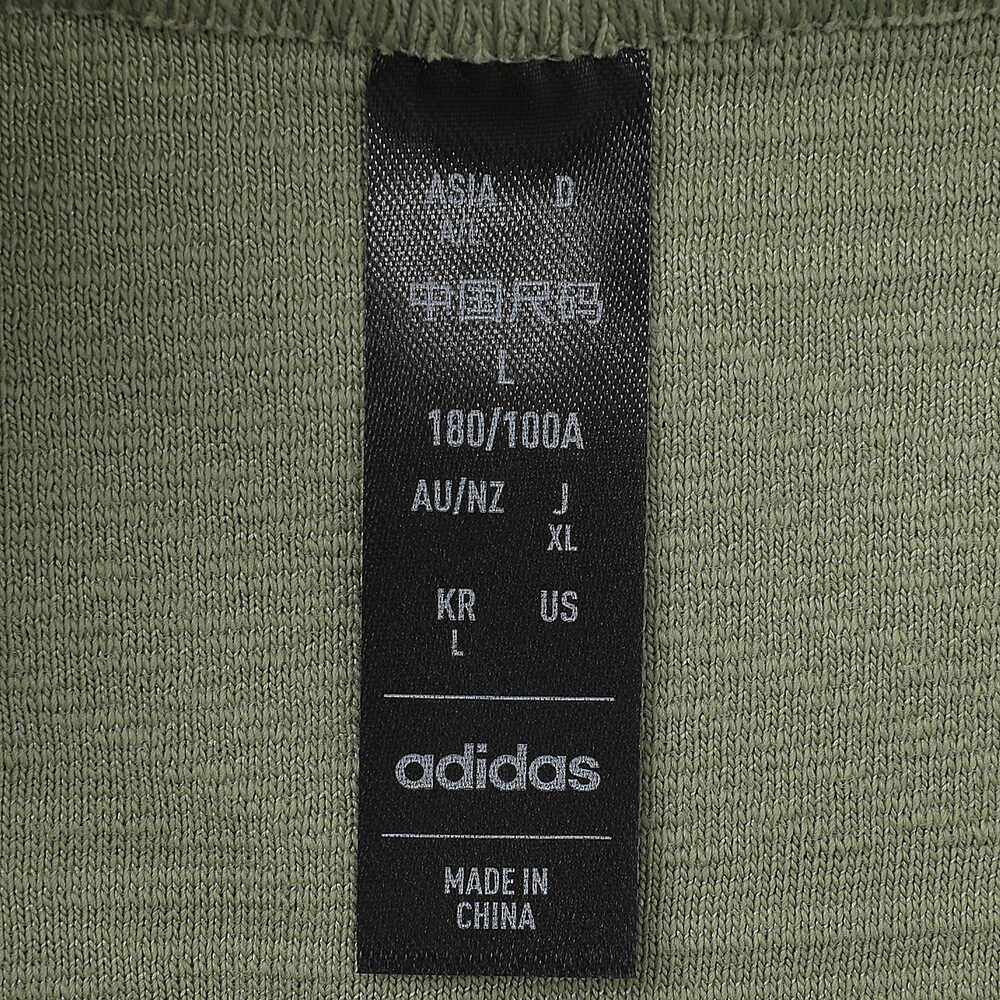 ASIA D
A/L
中国尺码
L
180/100A
AU/NZ J
XL
KR US
L
adidas
MADE IN
CHINA